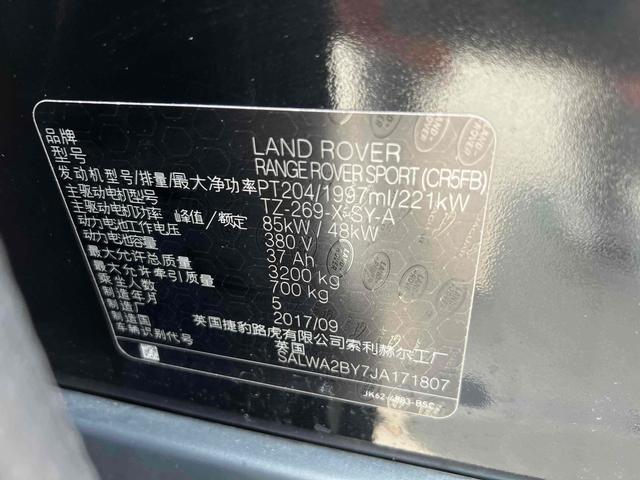 品牌 LAND ROVER
型号 RANGE ROVER SPORT (CR5FB)
发动机型号/排量/最大净功率 PT204/1997ml/221kW
主驱动电机型号 TZ-269-X-SY-A
主驱动电机功率 峰值/额定 85kW / 48kW
动力电池工作电压 380 V
动力电池容量 37 Ah
最大允许总质量 3200 kg
最大允许牵引质量 700 kg
乘坐人数 5
制造年月 2017/09
制造厂 英国捷豹路虎有限公司索利赫尔工厂
制造国 英国
车辆识别代号 SALWA2BY7JA171807